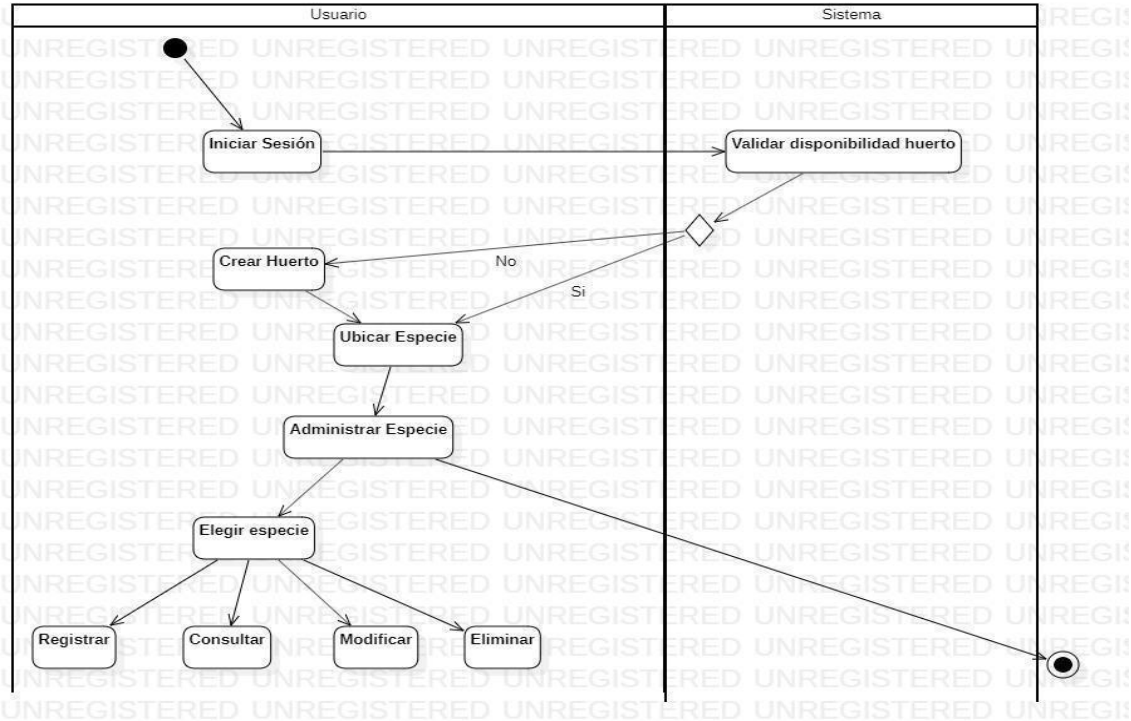 Usuario
Sistema
Iniciar Sesión
Validar disponibilidad huerto
Crear Huerto
No
Si
Ubicar Especie
Administrar Especie
Elegir especie
Registrar
Consultar
Modificar
Eliminar
UNREGISTERED